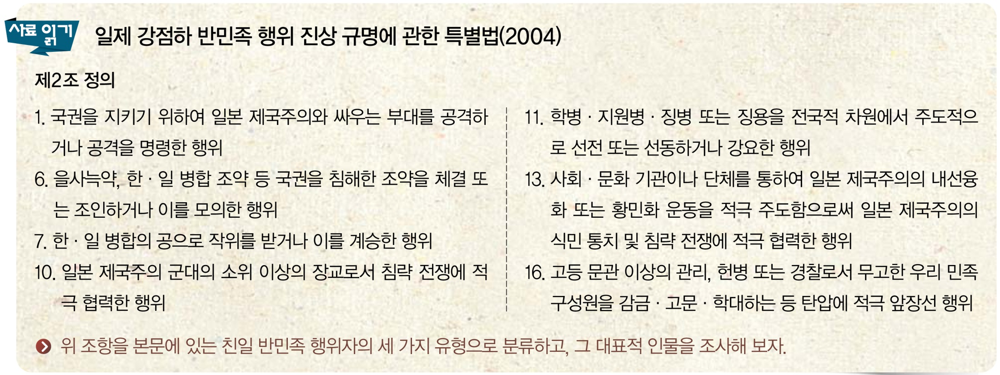 사료 읽기
일제 강점하 반민족 행위 진상 규명에 관한 특별법(2004)
제2조 정의
1. 국권을 지키기 위하여 일본 제국주의와 싸우는 부대를 공격하
거나 공격을 명령한 행위
6. 을사늑약, 한·일 병합 조약 등 국권을 침해한 조약을 체결 또
는 조인하거나 이를 모의한 행위
7. 한·일 병합의 공으로 작위를 받거나 이를 계승한 행위
10. 일본 제국주의 군대의 소위 이상의 장교로서 침략 전쟁에 적
극 협력한 행위
11. 학병·지원병·징병 또는 징용을 전국적 차원에서 주도적으
로 선전 또는 선동하거나 강요한 행위
13. 사회·문화 기관이나 단체를 통하여 일본 제국주의의 내선융
화 또는 황민화 운동을 적극 주도함으로써 일본 제국주의의
식민 통치 및 침략 전쟁에 적극 협력한 행위
16. 고등 문관 이상의 관리, 헌병 또는 경찰로서 무고한 우리 민족
구성원을 감금·고문·학대하는 등 탄압에 적극 앞장선 행위
위 조항을 본문에 있는 친일 반민족 행위자의 세 가지 유형으로 분류하고, 그 대표적 인물을 조사해 보자.